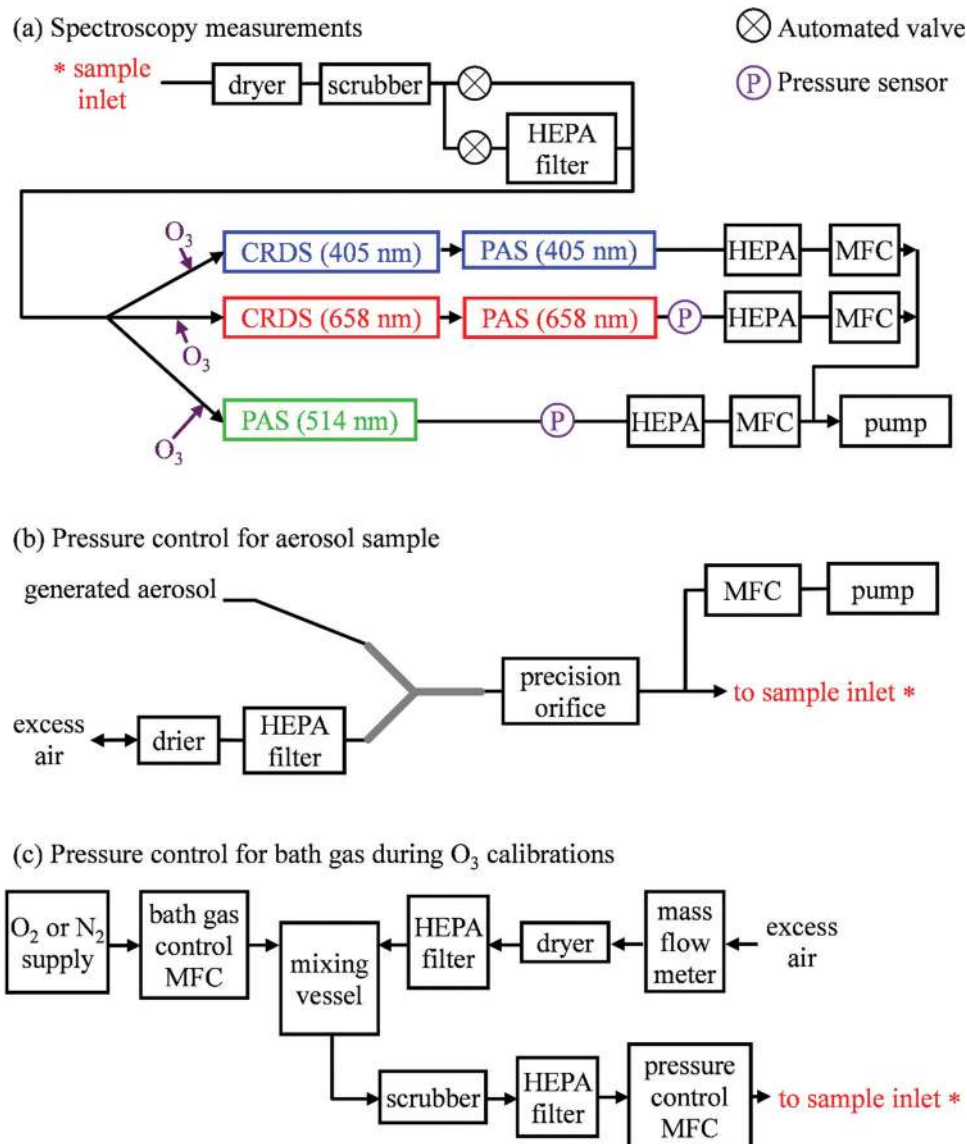 (a) Spectroscopy measurements
Automated valve
P Pressure sensor
* sample
inlet
dryer
scrubber
HEPA
filter
O₃
CRDS (405 nm)
PAS (405 nm)
HEPA
MFC
CRDS (658 nm)
PAS (658 nm)
P
HEPA
MFC
O₃
PAS (514 nm)
P
HEPA
MFC
pump
O₃
(b) Pressure control for aerosol sample
generated aerosol
MFC
pump
precision
orifice
to sample inlet *
excess
air
drier
HEPA
filter
(c) Pressure control for bath gas during O₃ calibrations
O₂ or N₂
supply
bath gas
control
MFC
mixing
vessel
HEPA
filter
dryer
mass
flow
meter
excess
air
scrubber
HEPA
filter
pressure
control
MFC
to sample inlet *